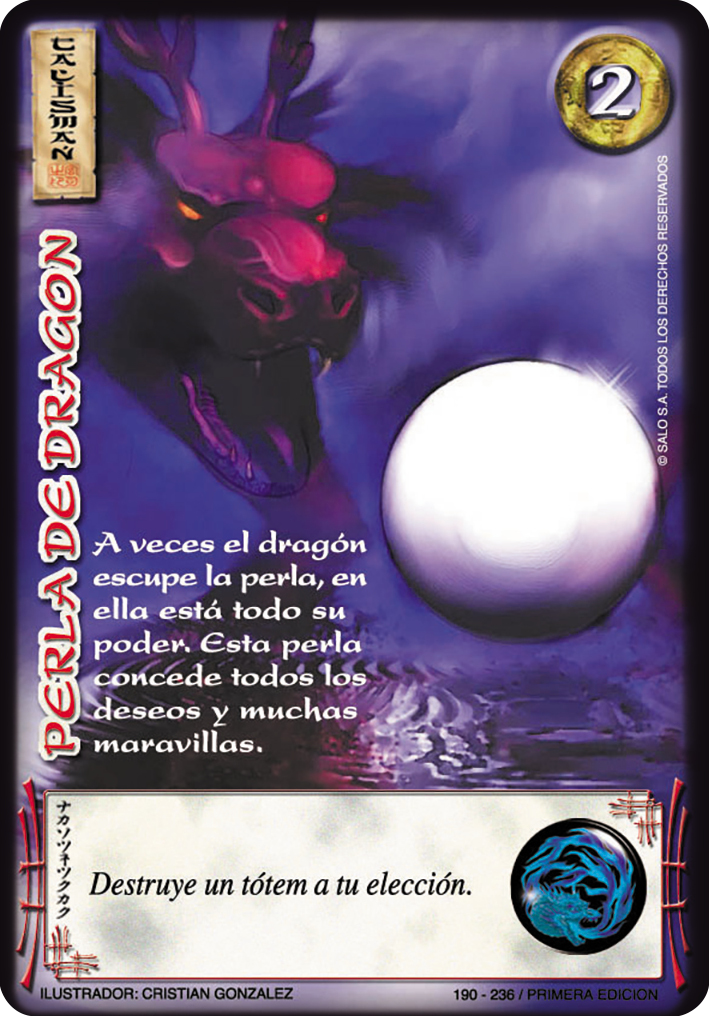 TALISMAN
2
PERLA DE DRAGON
© SALO S.A. TODOS LOS DERECHOS RESERVADOS
A veces el dragón
escupe la perla, en
ella está todo su
poder. Esta perla
concede todos los
deseos y muchas
maravillas.
ナカソツネツクカク
Destruye un tótem a tu elección.
ILUSTRADOR: CRISTIAN GONZALEZ
190 - 236 / PRIMERA EDICION